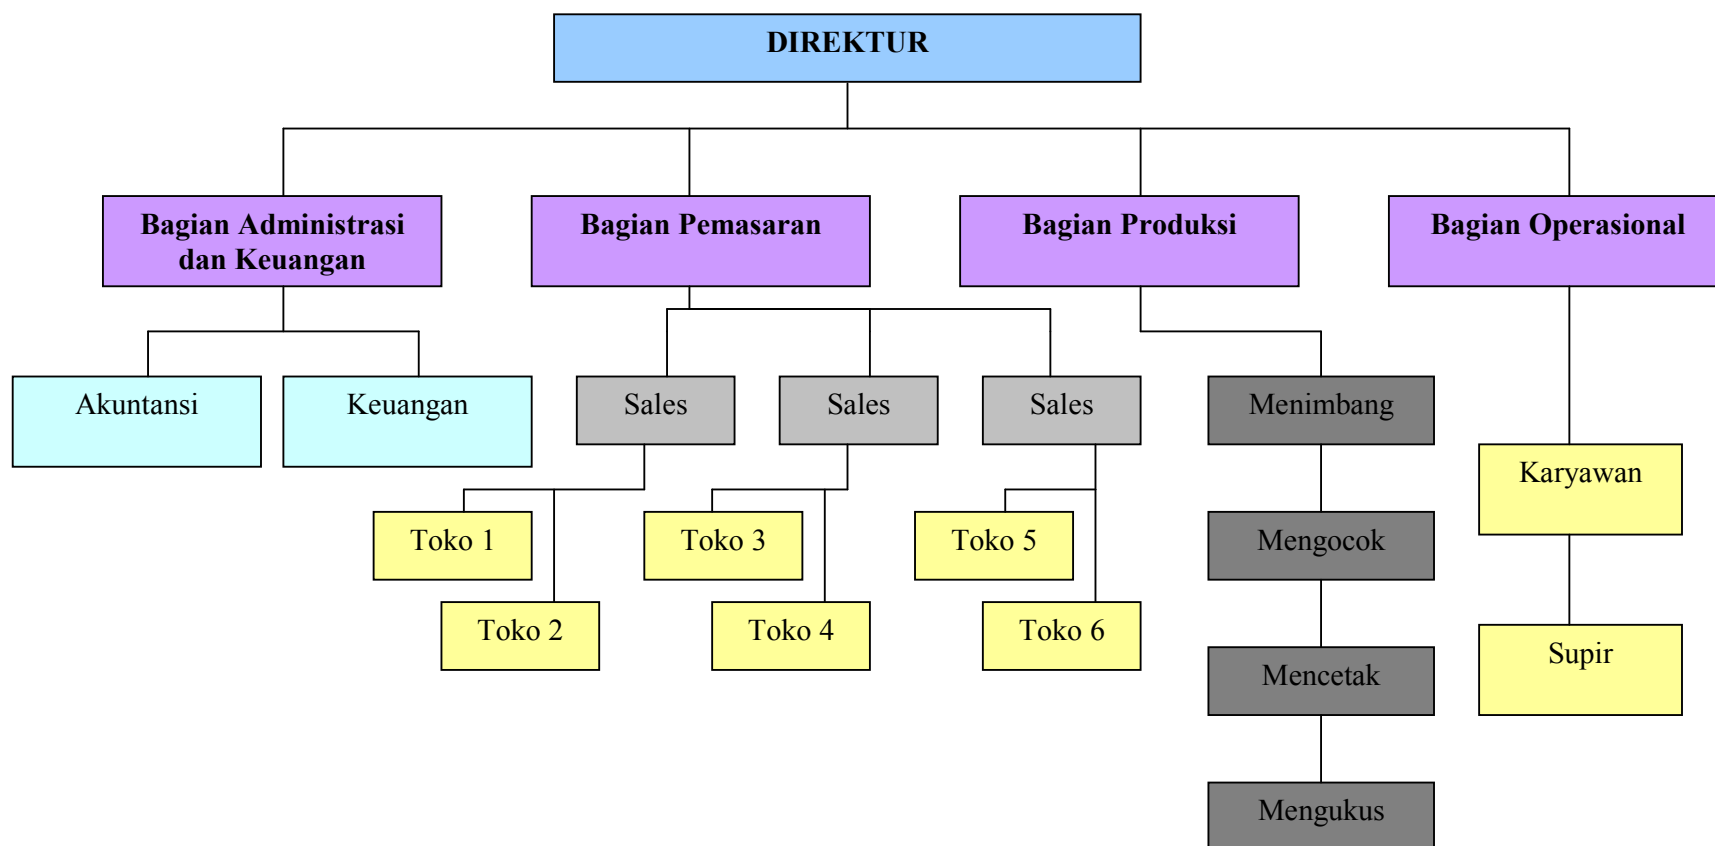 DIREKTUR
Bagian Administrasi
dan Keuangan
Bagian Pemasaran
Bagian Produksi
Bagian Operasional
Akuntansi
Keuangan
Sales
Sales
Sales
Menimbang
Karyawan
Toko 1
Toko 3
Toko 5
Mengocok
Toko 2
Toko 4
Toko 6
Supir
Mencetak
Mengukus